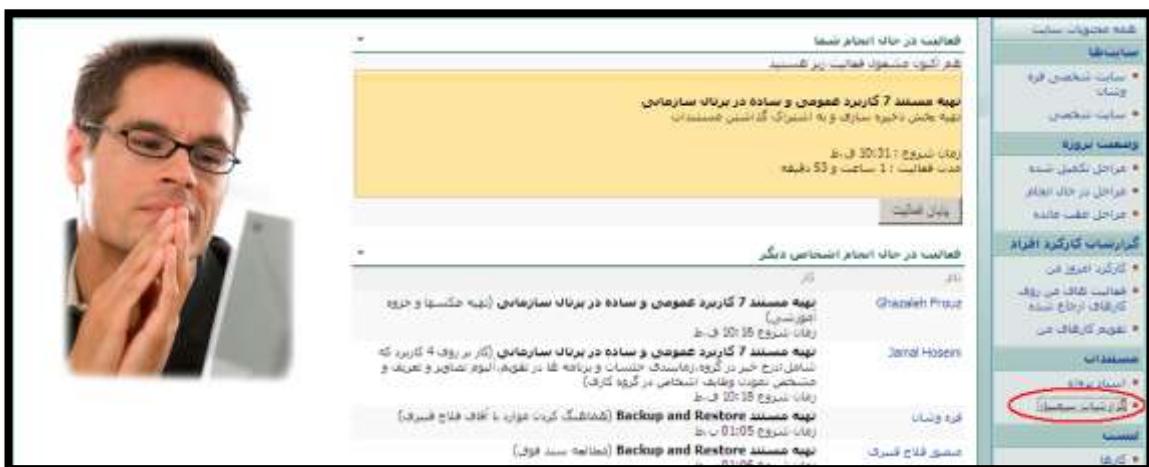 همه محتویات سایت
سایت‌ها
سایت شخصی فره وشان
سایت شخصی
وضعیت پروژه
مراحل تکمیل شده
مراحل در حال انجام
مراحل عقب مانده
گزارشات کارکرد افراد
کارکرد امروز من
فعالیت های من روی
کارهای ارجاع شده
تقویم کارهای من
مستندات
اسناد پروژه
گزارشات سیستم
لیست
کارها
فعالیت در حال انجام شما
هم اکنون مشغول فعالیت زیر هستید
تهیه مستند 7 کاربرد عمومی و ساده در پرتال سازمانی
تهیه بخش ذخیره سازی و به اشتراک گذاشتن مستندات
زمان شروع : 10:31 ق.ظ
مدت فعالیت : 1 ساعت و 53 دقیقه
پایان فعالیت
فعالیت در حال انجام اشخاص دیگر
نام
کار
Ghazaleh Prouz
تهیه مستند 7 کاربرد عمومی و ساده در پرتال سازمانی (تهیه عکسها و جزوه
آموزشی)
زمان شروع 10:16 ق.ظ
Jamal Hoseini
تهیه مستند 7 کاربرد عمومی و ساده در پرتال سازمانی (کار بر روی 4 کاربرد که
شامل درج خبر در گروه،زمانبندی جلسات و برنامه ها در تقویم،آلبوم تصاویر و تعریف و
مشخص نمودن وظایف اشخاص در گروه کاری)
زمان شروع 10:18 ق.ظ
فره وشان
تهیه مستند Backup and Restore (هماهنگ کردن موارد با آقای فلاح قنبری)
زمان شروع 01:05 ب.ظ
منصور فلاح قنبری
تهیه مستند Backup and Restore (مطالعه سند فوق)